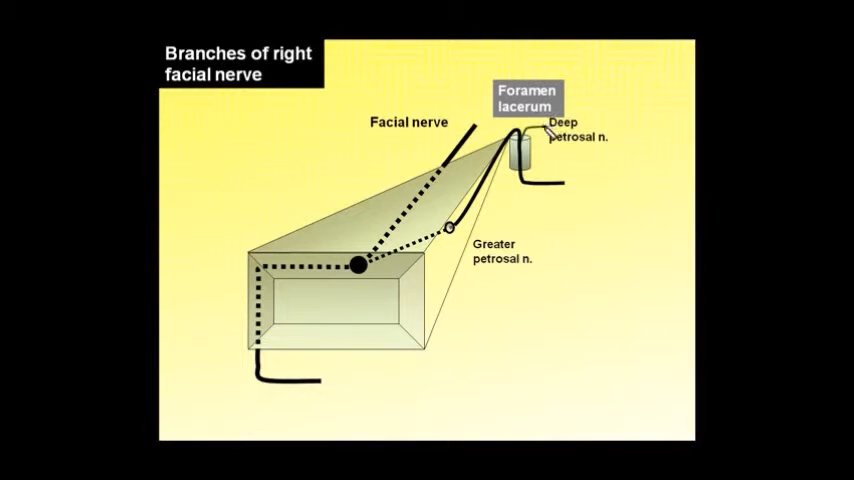 Branches of right
facial nerve
Foramen
lacerum
Facial nerve
Deep
petrosal n.
Greater
petrosal n.